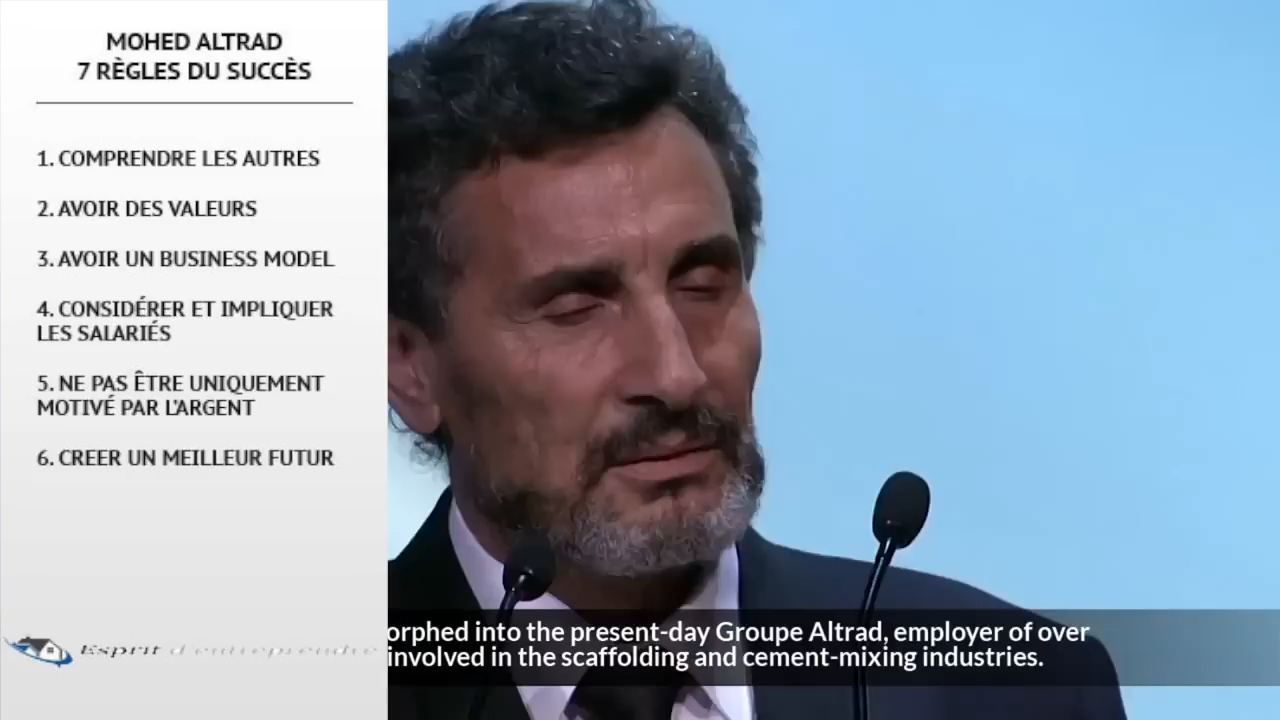 MOHED ALTRAD
7 RÈGLES DU SUCCÈS
1. COMPRENDRE LES AUTRES
2. AVOIR DES VALEURS
3. AVOIR UN BUSINESS MODEL
4. CONSIDÉRER ET IMPLIQUER
LES SALARIÉS
5. NE PAS ÊTRE UNIQUEMENT
MOTIVÉ PAR L'ARGENT
6. CREER UN MEILLEUR FUTUR
Esprit d'entreprendre
orphed into the present-day Groupe Altrad, employer of over
involved in the scaffolding and cement-mixing industries.